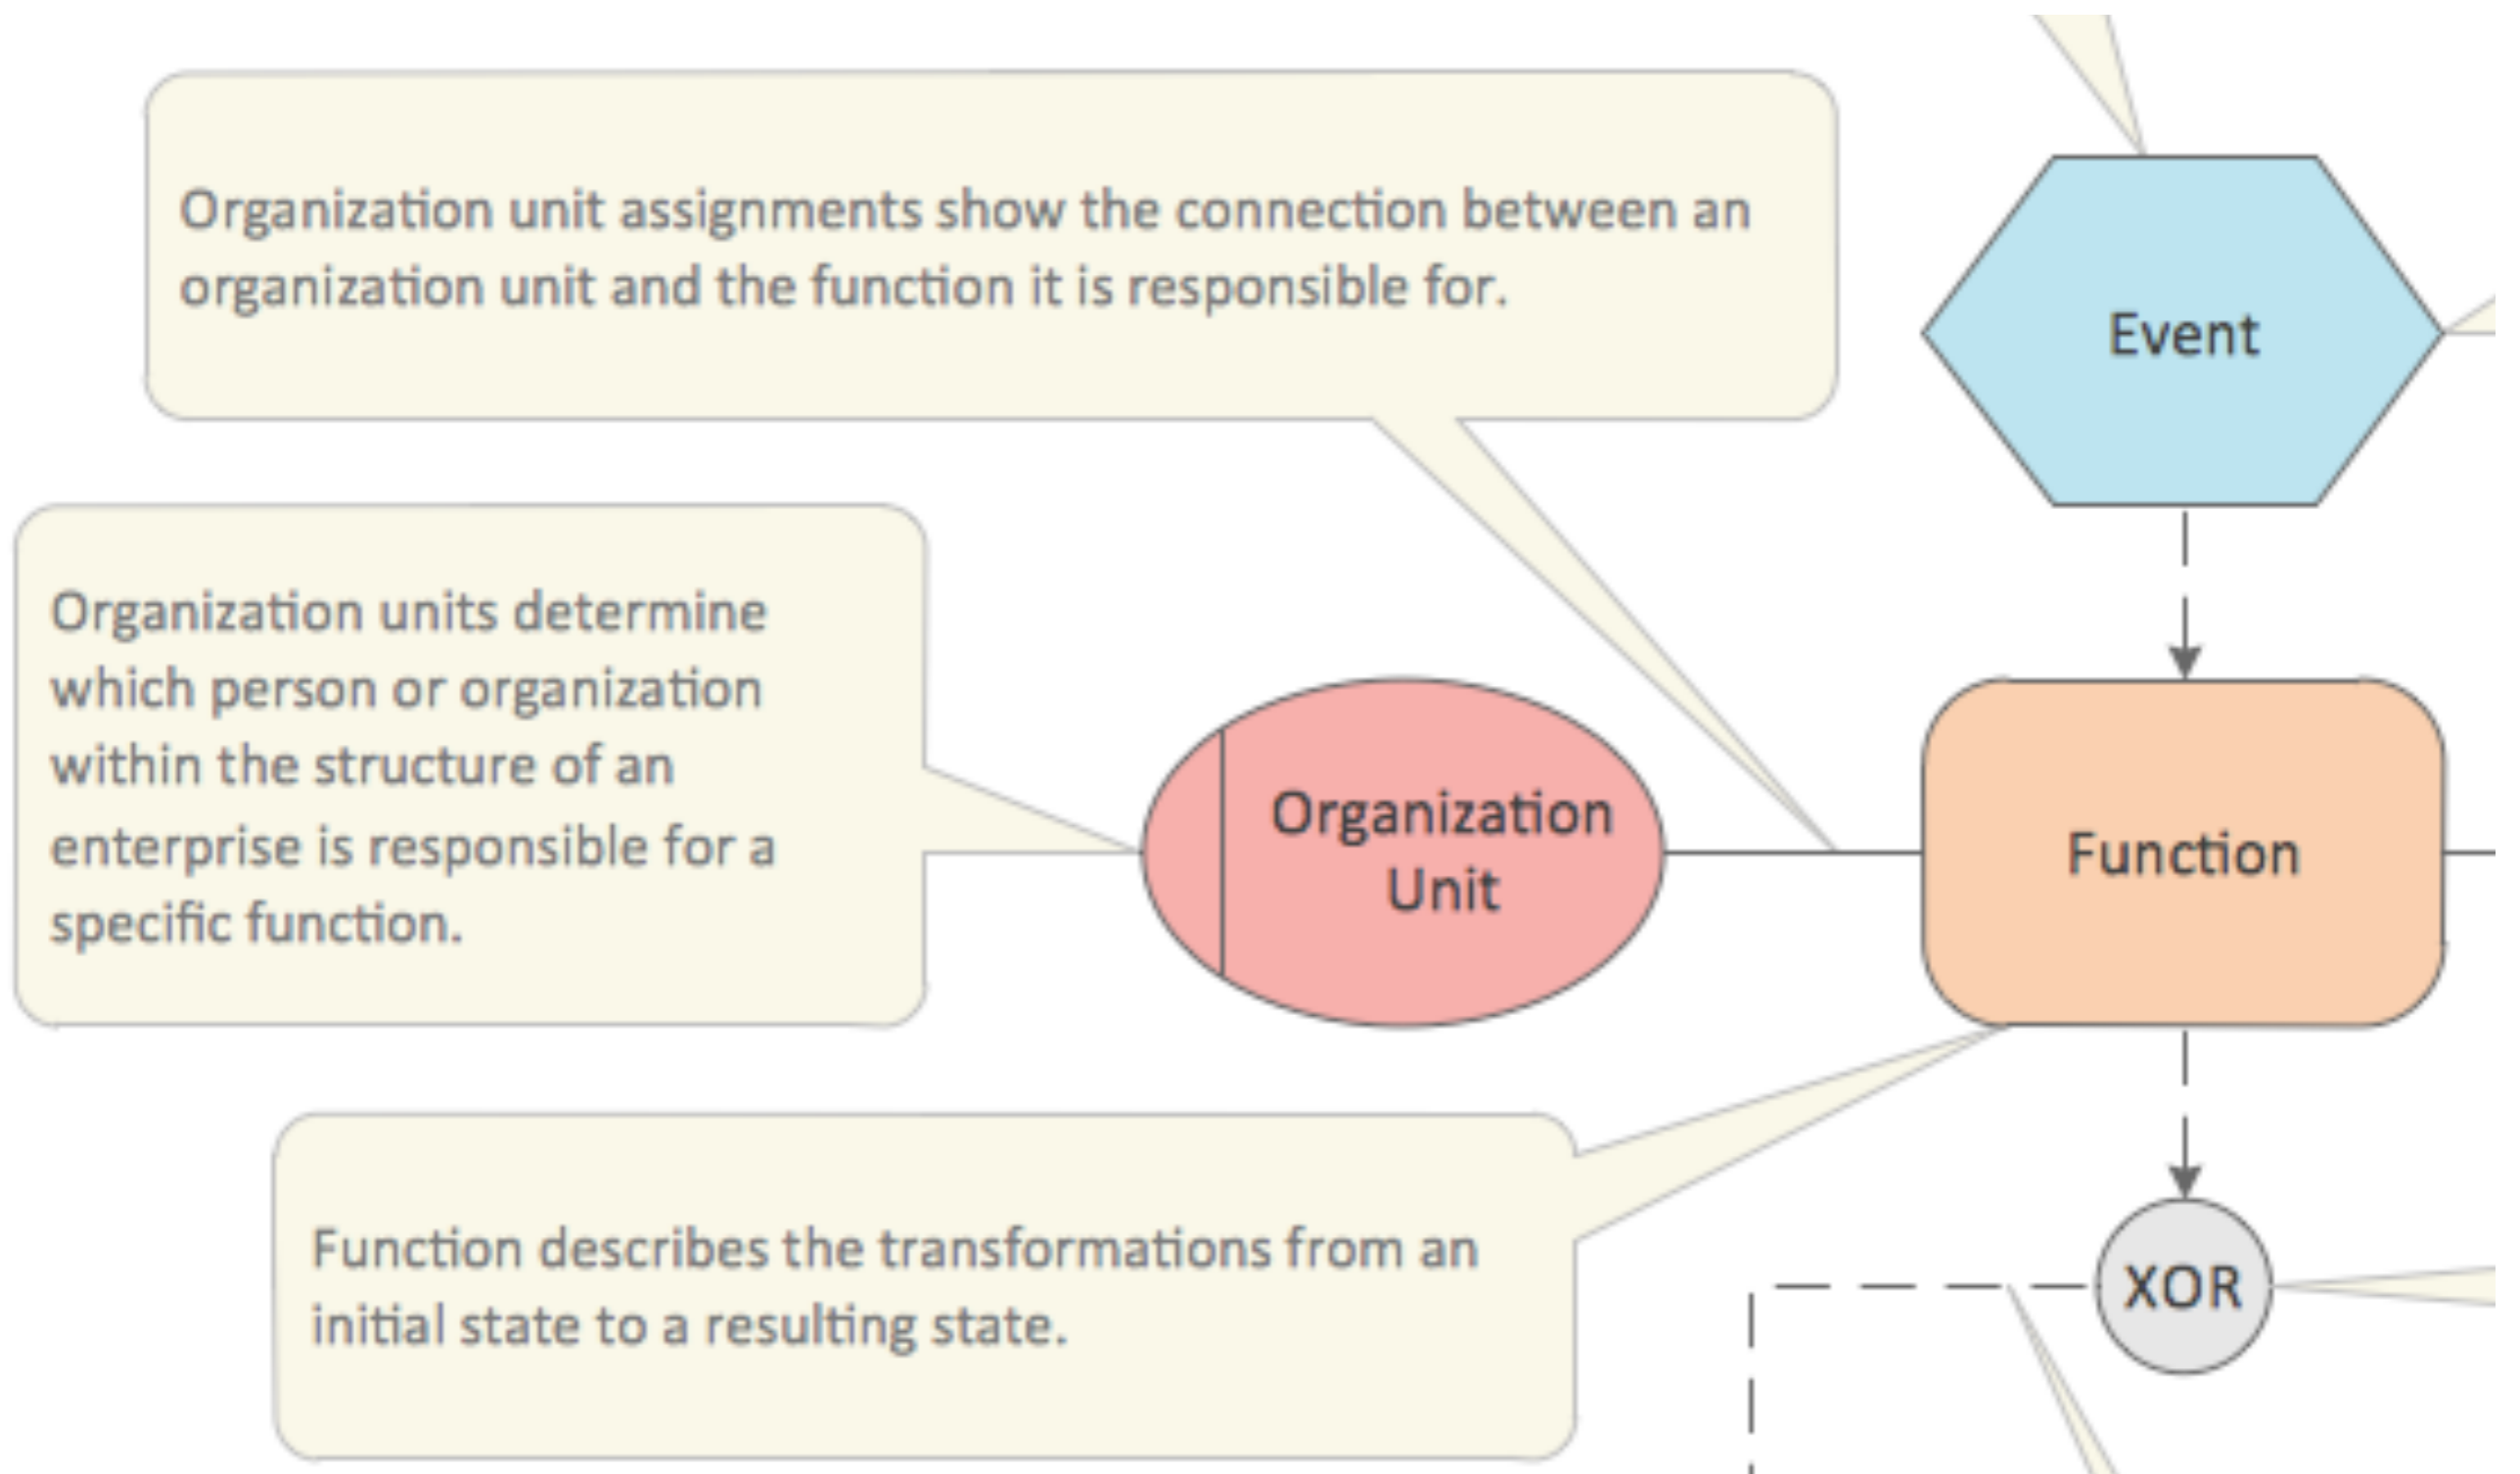 Organization unit assignments show the connection between an
organization unit and the function it is responsible for.
Event
Organization units determine
which person or organization
within the structure of an
enterprise is responsible for a
specific function.
Organization
Unit
Function
Function describes the transformations from an
initial state to a resulting state.
XOR